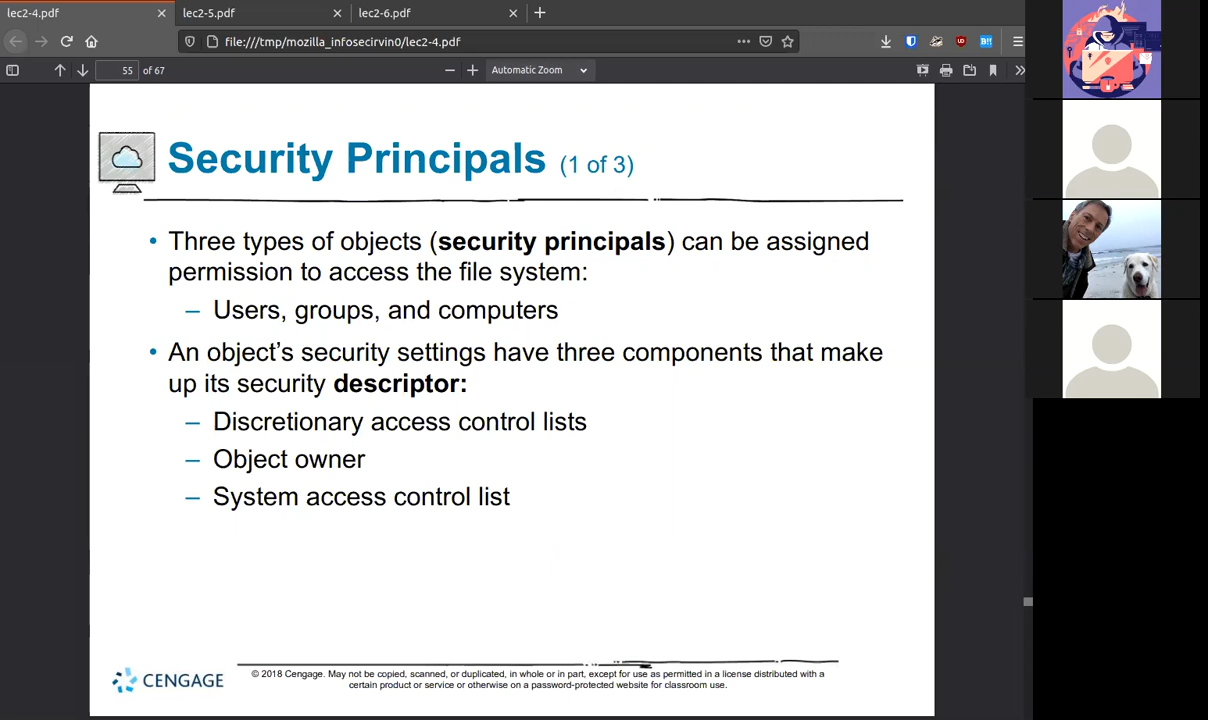 lec2-4.pdf
lec2-5.pdf
lec2-6.pdf
file:///tmp/mozilla_infosecirvin0/lec2-4.pdf
55 of 67
Automatic Zoom
Security Principals (1 of 3)
• Three types of objects (security principals) can be assigned
permission to access the file system:
– Users, groups, and computers
• An object’s security settings have three components that make
up its security descriptor:
– Discretionary access control lists
– Object owner
– System access control list
CENGAGE
© 2018 Cengage. May not be copied, scanned, or duplicated, in whole or in part, except for use as permitted in a license distributed with a
certain product or service or otherwise on a password-protected website for classroom use.